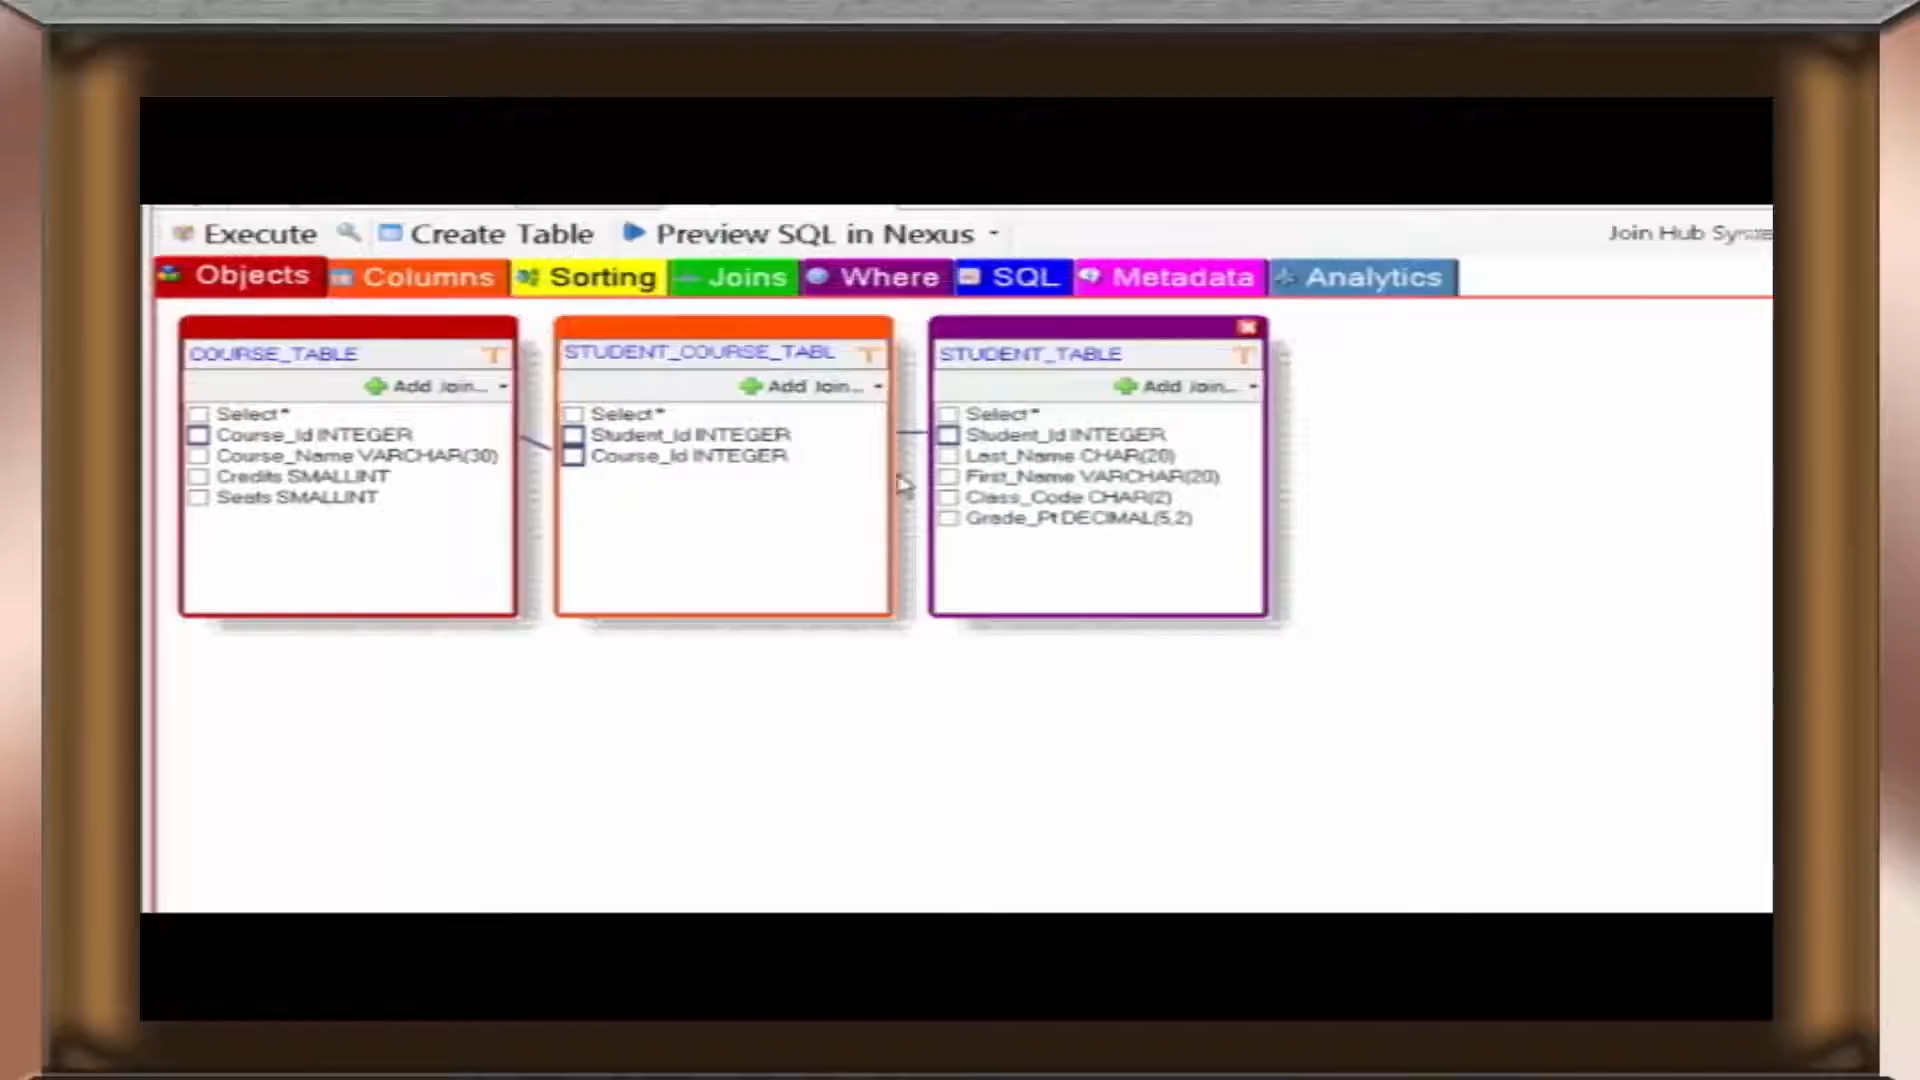 Execute Create Table Preview SQL in Nexus Join Hub
Objects Columns Sorting Joins Where SQL Metadata Analytics
COURSE_TABLE
Add Join...
Select*
Course_Id INTEGER
Course_Name VARCHAR(30)
Credits SMALLINT
Seats SMALLINT
STUDENT_COURSE_TABL
Add Join...
Select*
Student_Id INTEGER
Course_Id INTEGER
STUDENT_TABLE
Add Join...
Select*
Student_Id INTEGER
Last_Name CHAR(20)
First_Name VARCHAR(20)
Class_Code CHAR(2)
Grade_Pt DECIMAL(5,2)